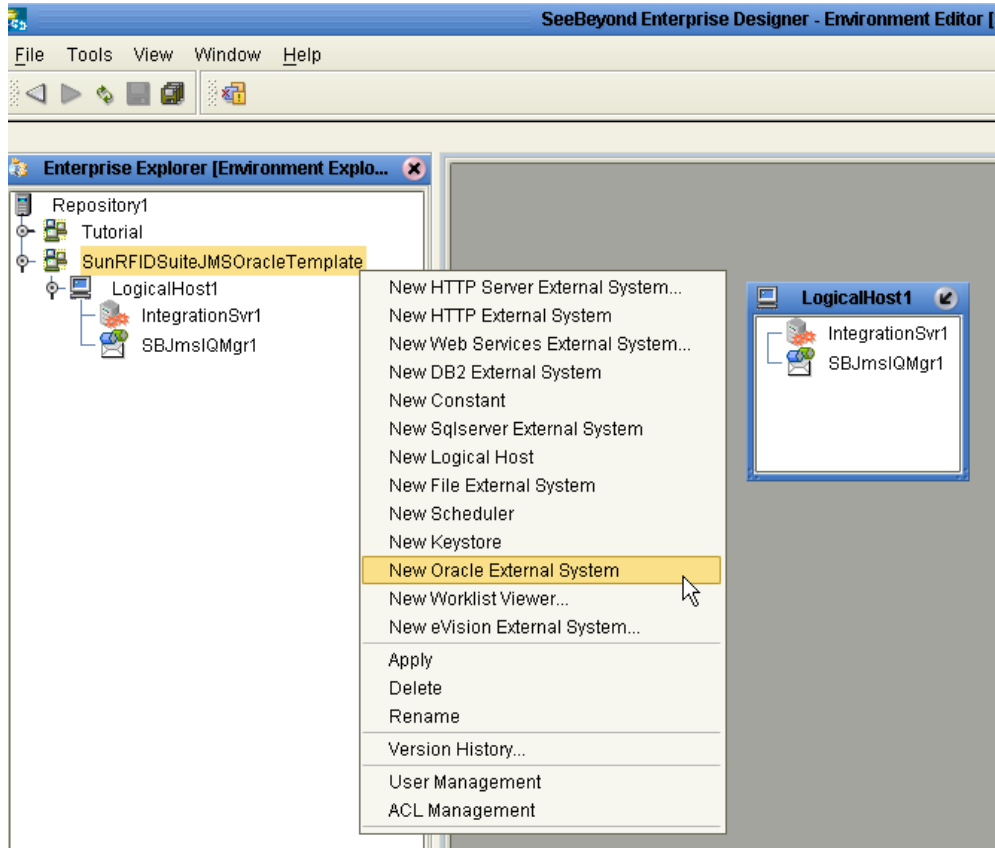 SeeBeyond Enterprise Designer - Environment Editor [
File Tools View Window Help
Enterprise Explorer [Environment Explo...
Repository1
Tutorial
SunRFIDSuiteJMSOracleTemplate
LogicalHost1
IntegrationSvr1
SBJmsIQMgr1
New HTTP Server External System...
New HTTP External System
New Web Services External System...
New DB2 External System
New Constant
New Sqlserver External System
New Logical Host
New File External System
New Scheduler
New Keystore
New Oracle External System
New Worklist Viewer...
New eVision External System...
Apply
Delete
Rename
Version History...
User Management
ACL Management
LogicalHost1
IntegrationSvr1
SBJmsIQMgr1